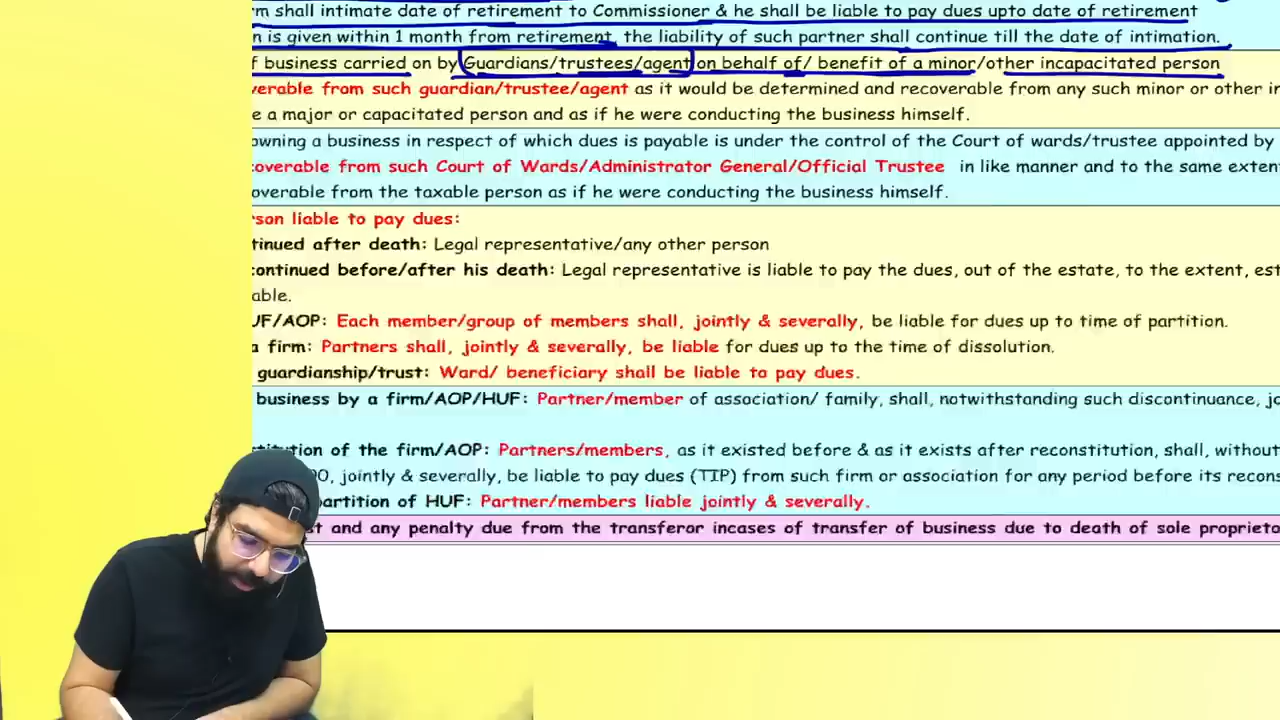 m shall intimate date of retirement to Commissioner & he shall be liable to pay dues upto date of retirement
n is given within 1 month from retirement, the liability of such partner shall continue till the date of intimation.
f business carried on by Guardians/trustees/agent on behalf of/ benefit of a minor/other incapacitated person
verable from such guardian/trustee/agent as it would be determined and recoverable from any such minor or other in
e a major or capacitated person and as if he were conducting the business himself.
owning a business in respect of which dues is payable is under the control of the Court of wards/trustee appointed by
coverable from such Court of Wards/Administrator General/Official Trustee in like manner and to the same exten
overable from the taxable person as if he were conducting the business himself.
rson liable to pay dues:
tinued after death: Legal representative/any other person
continued before/after his death: Legal representative is liable to pay the dues, out of the estate, to the extent, est
able.
UF/AOP: Each member/group of members shall, jointly & severally, be liable for dues up to time of partition.
a firm: Partners shall, jointly & severally, be liable for dues up to the time of dissolution.
guardianship/trust: Ward/ beneficiary shall be liable to pay dues.
business by a firm/AOP/HUF: Partner/member of association/ family, shall, notwithstanding such discontinuance, jo
stitution of the firm/AOP: Partners/members, as it existed before & as it exists after reconstitution, shall, without
90, jointly & severally, be liable to pay dues (TIP) from such firm or association for any period before its recons
partition of HUF: Partner/members liable jointly & severally.
st and any penalty due from the transferor incases of transfer of business due to death of sole proprieto